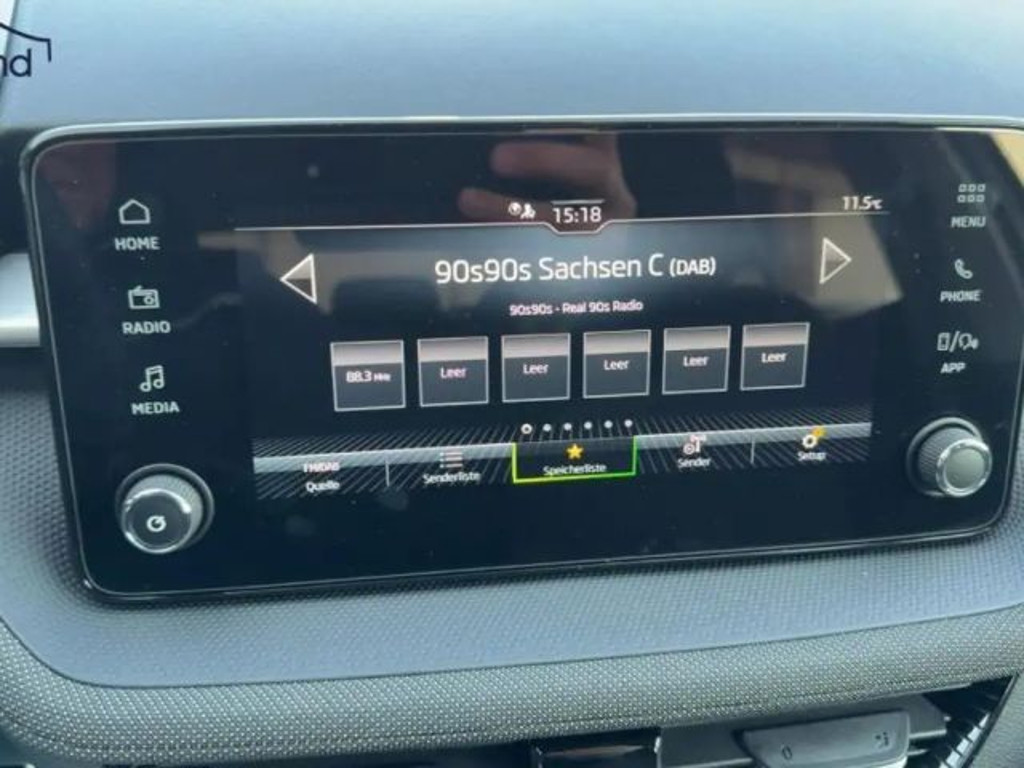 nd
15:18
11.5°C
HOME
MENU
90s90s Sachsen C (DAB)
90s90s - Real 90s Radio
RADIO
PHONE
88.3 MHz
Leer
Leer
Leer
Leer
Leer
MEDIA
APP
FM/DAB
Quelle
Senderliste
Speicherliste
Sender
Setup